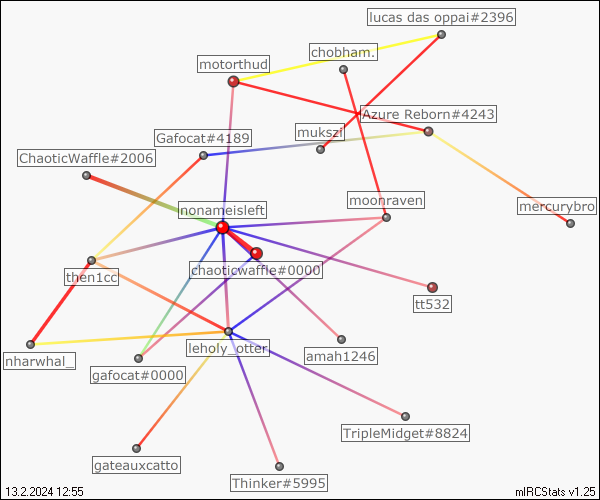 lucas das oppai#2396
chobham.
motorthud
Azure Reborn#4243
mukszf
Gafocat#4189
ChaoticWaffle#2006
moonraven
mercurybro
nonameisleft
chaoticwaffle#0000
then1cc
tt532
leholy_otter
amah1246
nharwhal_
gafocat#0000
TripleMidget#8824
gateauxcatto
Thinker#5995
13.2.2024 12:55
mIRCStats v1.25